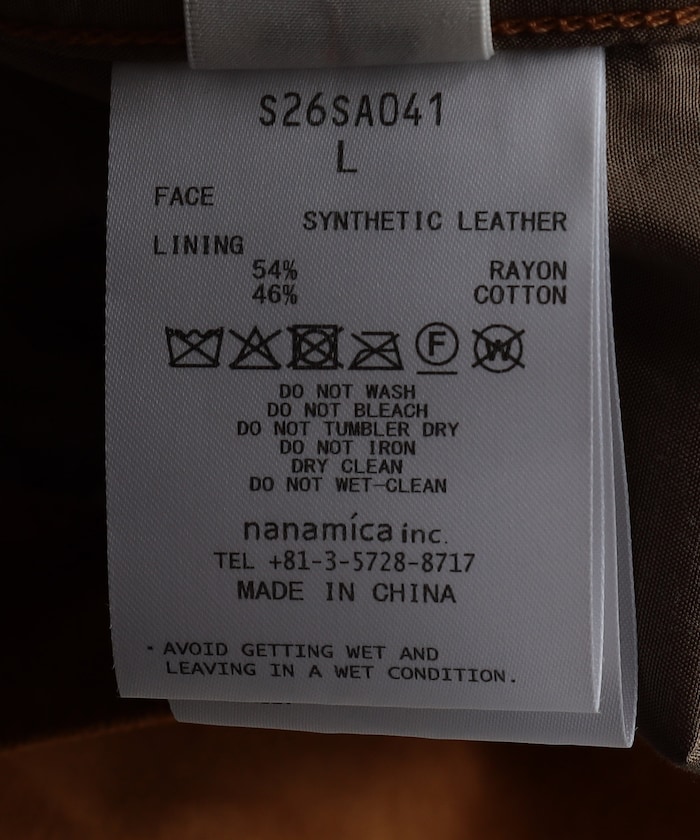 S26SA041
L
FACE
SYNTHETIC LEATHER
LINING
54% RAYON
46% COTTON
F W
DO NOT WASH
DO NOT BLEACH
DO NOT TUMBLER DRY
DO NOT IRON
DRY CLEAN
DO NOT WET-CLEAN
nanamica inc.
TEL +81-3-5728-8717
MADE IN CHINA
・AVOID GETTING WET AND
LEAVING IN A WET CONDITION.